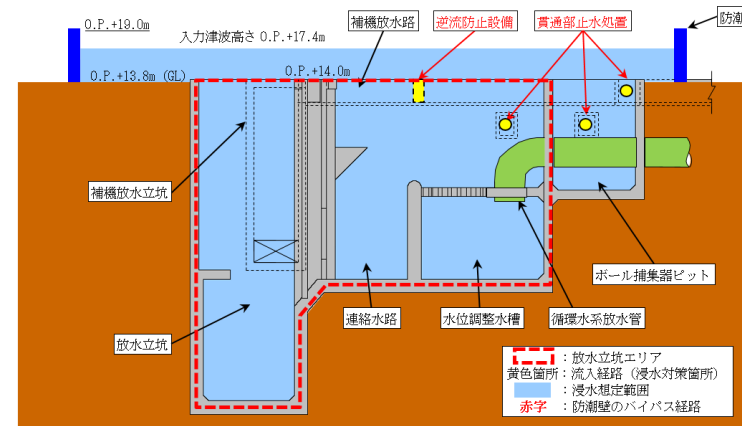 O.P.+19.0m
入力津波高さ O.P.+17.4m
補機放水路
逆流防止設備
貫通部止水処置
防潮
O.P.+13.8m (GL)
O.P.+14.0m
補機放水立坑
ボール捕集器ピット
放水立坑
連絡水路
水位調整水槽
循環水系放水管
：放水立坑エリア
黄色箇所：流入経路（浸水対策箇所）
：浸水想定範囲
赤字：防潮壁のバイパス経路